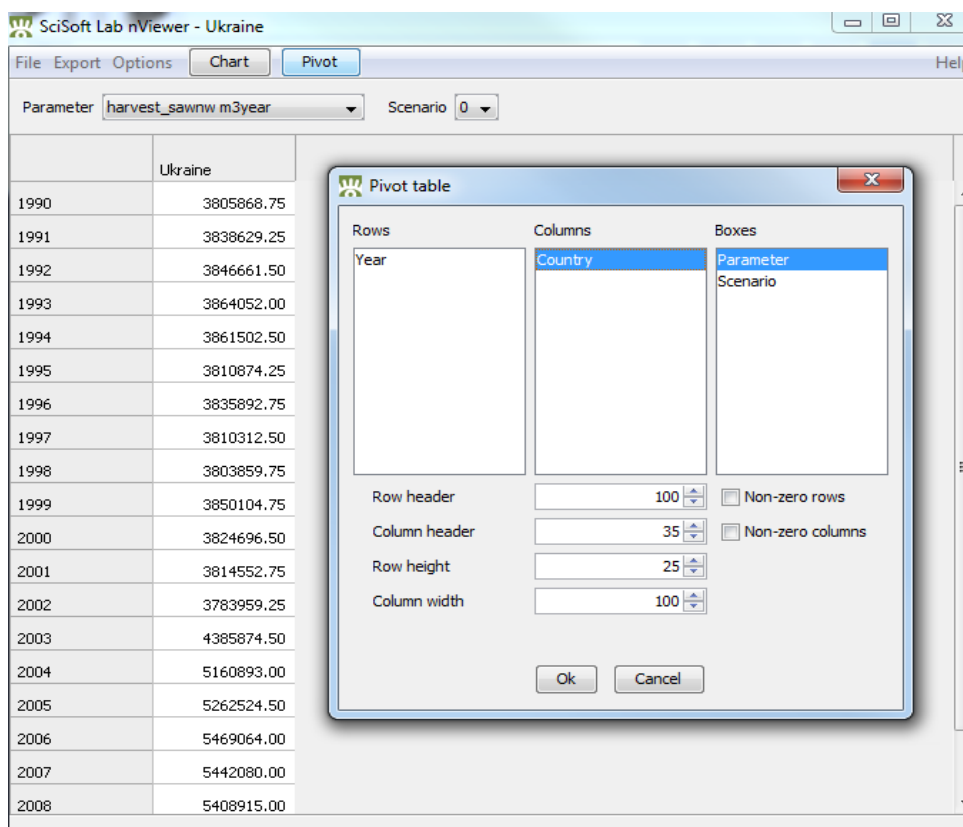 SciSoft Lab nViewer - Ukraine
File Export Options Chart Pivot Help
Parameter harvest_sawnw m3year Scenario 0
Ukraine
1990 3805868.75
1991 3838629.25
1992 3846661.50
1993 3864052.00
1994 3861502.50
1995 3810874.25
1996 3835892.75
1997 3810312.50
1998 3803859.75
1999 3850104.75
2000 3824696.50
2001 3814552.75
2002 3783959.25
2003 4385874.50
2004 5160893.00
2005 5262524.50
2006 5469064.00
2007 5442080.00
2008 5408915.00
Pivot table
Rows Columns Boxes
Year Country Parameter
Scenario
Row header 100 Non-zero rows
Column header 35 Non-zero columns
Row height 25
Column width 100
Ok Cancel